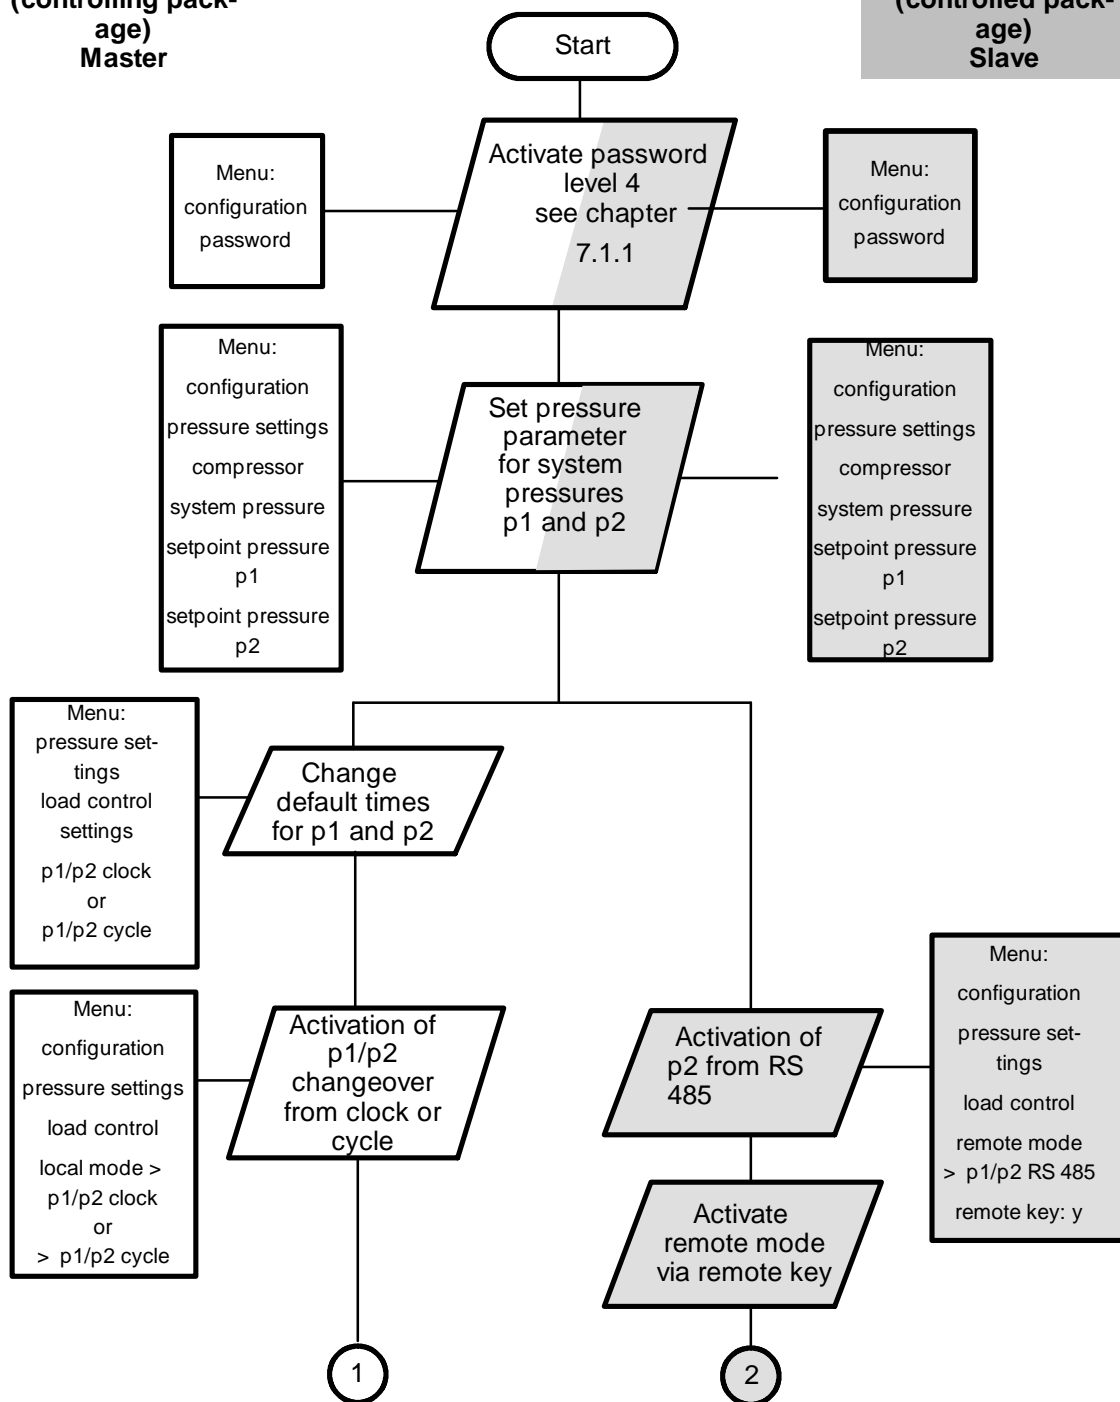 (controlling pack-
age)
Master
Start
(controlled pack-
age)
Slave
Menu:
configuration
password
Activate password
level 4
see chapter
7.1.1
Menu:
configuration
password
Menu:
configuration
pressure settings
compressor
system pressure
setpoint pressure
p1
setpoint pressure
p2
Set pressure
parameter
for system
pressures
p1 and p2
Menu:
configuration
pressure settings
compressor
system pressure
setpoint pressure
p1
setpoint pressure
p2
Menu:
pressure set-
tings
load control
settings
p1/p2 clock
or
p1/p2 cycle
Change
default times
for p1 and p2
Menu:
configuration
pressure settings
load control
local mode >
p1/p2 clock
or
> p1/p2 cycle
Activation of
p1/p2
changeover
from clock or
cycle
Activation of
p2 from RS
485
Menu:
configuration
pressure set-
tings
load control
remote mode
> p1/p2 RS 485
remote key: y
Activate
remote mode
via remote key
1
2